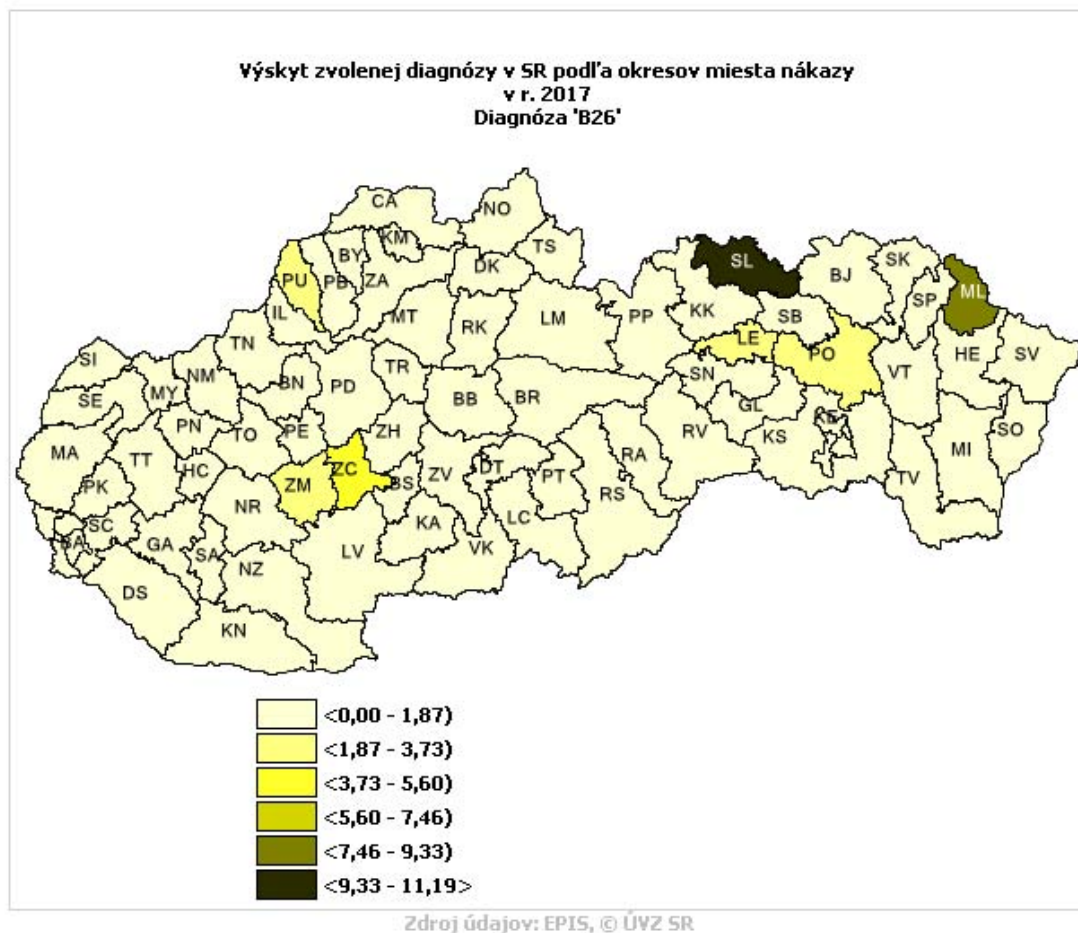 Výskyt zvolenej diagnózy v SR podľa okresov miesta nákazy
v r. 2017
Diagnóza 'B26'
CA
NO
KM
TS
BY
PU
PB
ZA
DK
SL
BJ
SK
SP
ML
IL
MT
RK
LM
PP
KK
SB
TN
LE
PO
HE
SV
SI
NM
TR
SN
VT
SE
MY
BN
PD
BB
BR
GL
PN
TO
PE
ZH
RV
KS
KE
SO
MA
TT
HC
ZM
ZC
BS
ZV
DT
PT
RA
MI
PK
NR
RS
TV
SC
BA
GA
SA
KA
LC
NZ
LV
VK
DS
KN
<0,00 - 1,87)
<1,87 - 3,73)
<3,73 - 5,60)
<5,60 - 7,46)
<7,46 - 9,33)
<9,33 - 11,19>
Zdroj údajov: EPIS, © ÚVZ SR